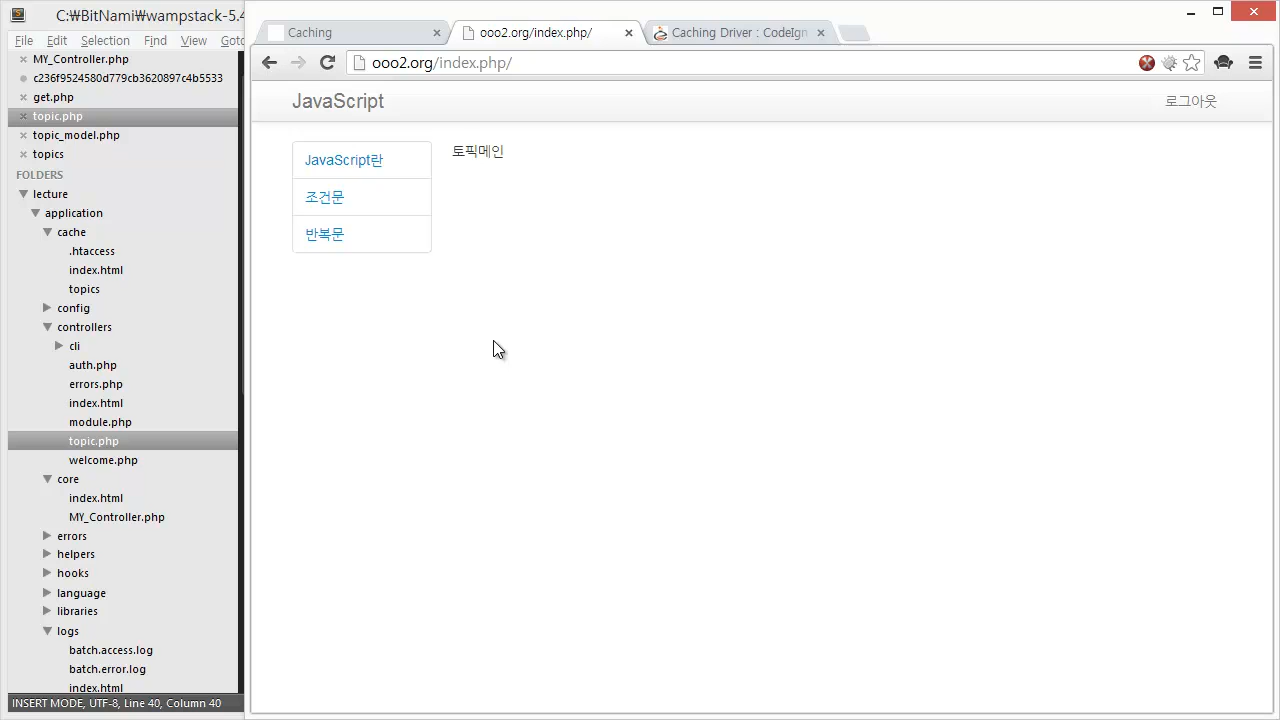 C:₩BitNami₩wampstack-5.4
File Edit Selection Find View Goto
MY_Controller.php
c236f9524580d779cb3620897c4b5533
get.php
topic.php
topic_model.php
topics
FOLDERS
lecture
application
cache
.htaccess
index.html
topics
config
controllers
cli
auth.php
errors.php
index.html
module.php
topic.php
welcome.php
core
index.html
MY_Controller.php
errors
helpers
hooks
language
libraries
logs
batch.access.log
batch.error.log
index.html
INSERT MODE, UTF-8, Line 40, Column 40
Caching
ooo2.org/index.php/
Caching Driver : CodeIgn
ooo2.org/index.php/
JavaScript
로그아웃
JavaScript란
조건문
반복문
토픽메인